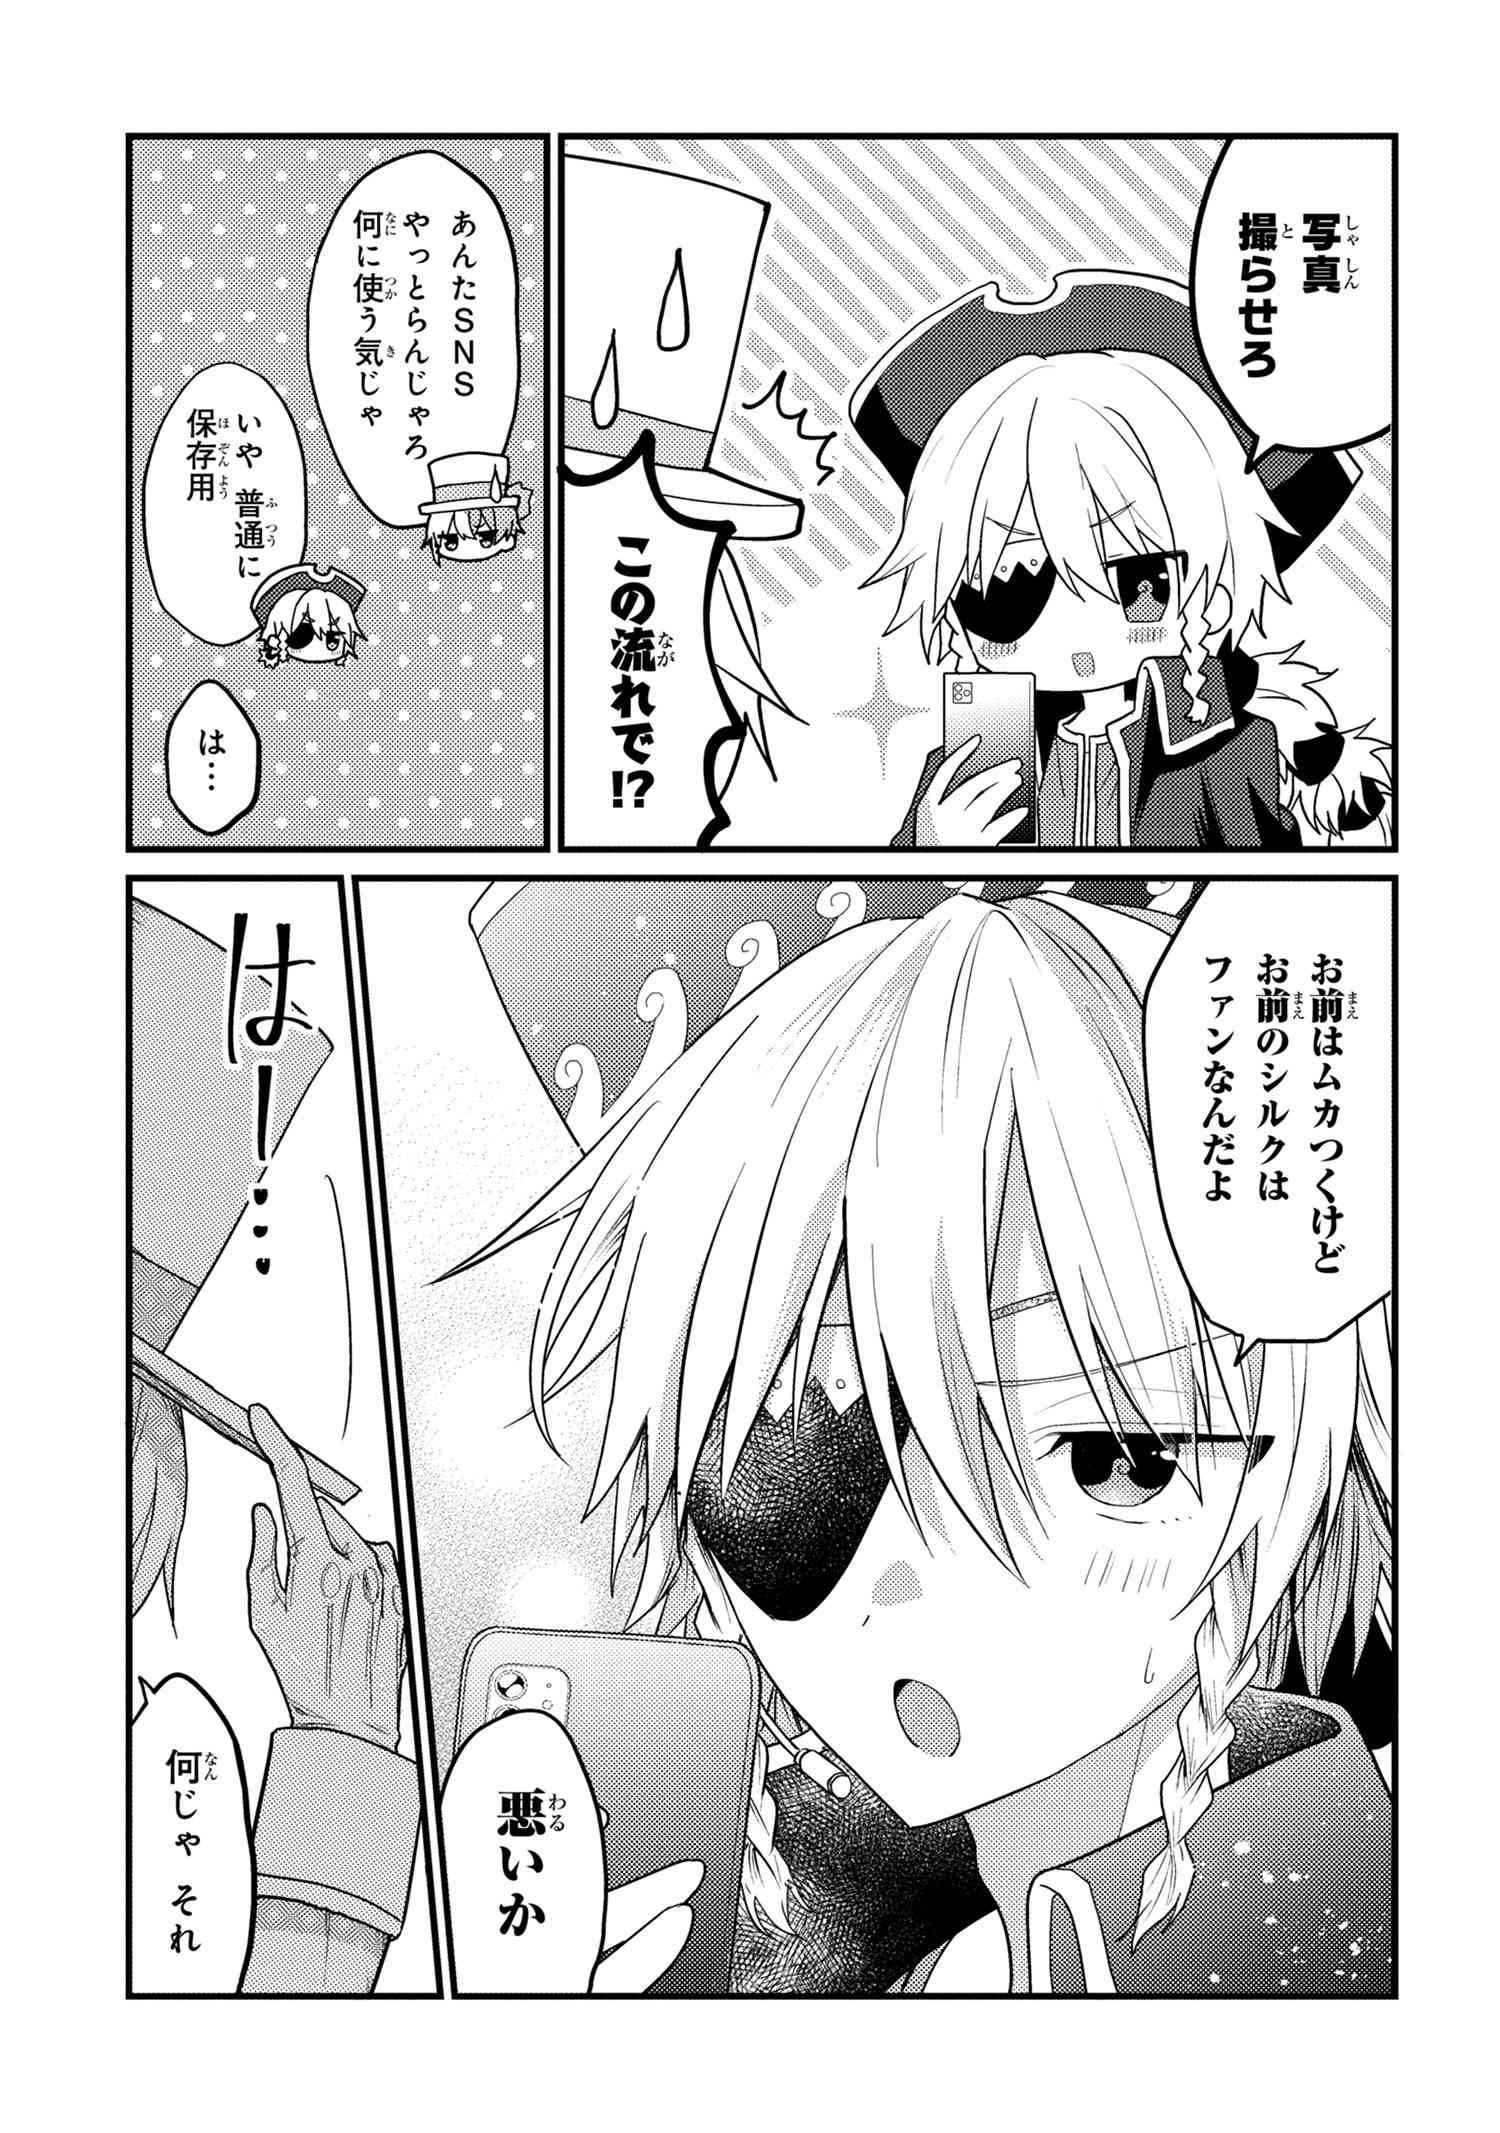 写真
撮らせろ
この流れで!?
あんたSNS
やっとらんじゃろ
何に使う気じゃ
いや 普通に
保存用
は…
お前はムカつくけど
お前のシルクは
ファンなんだよ
悪いか
はー…
何じゃ それ